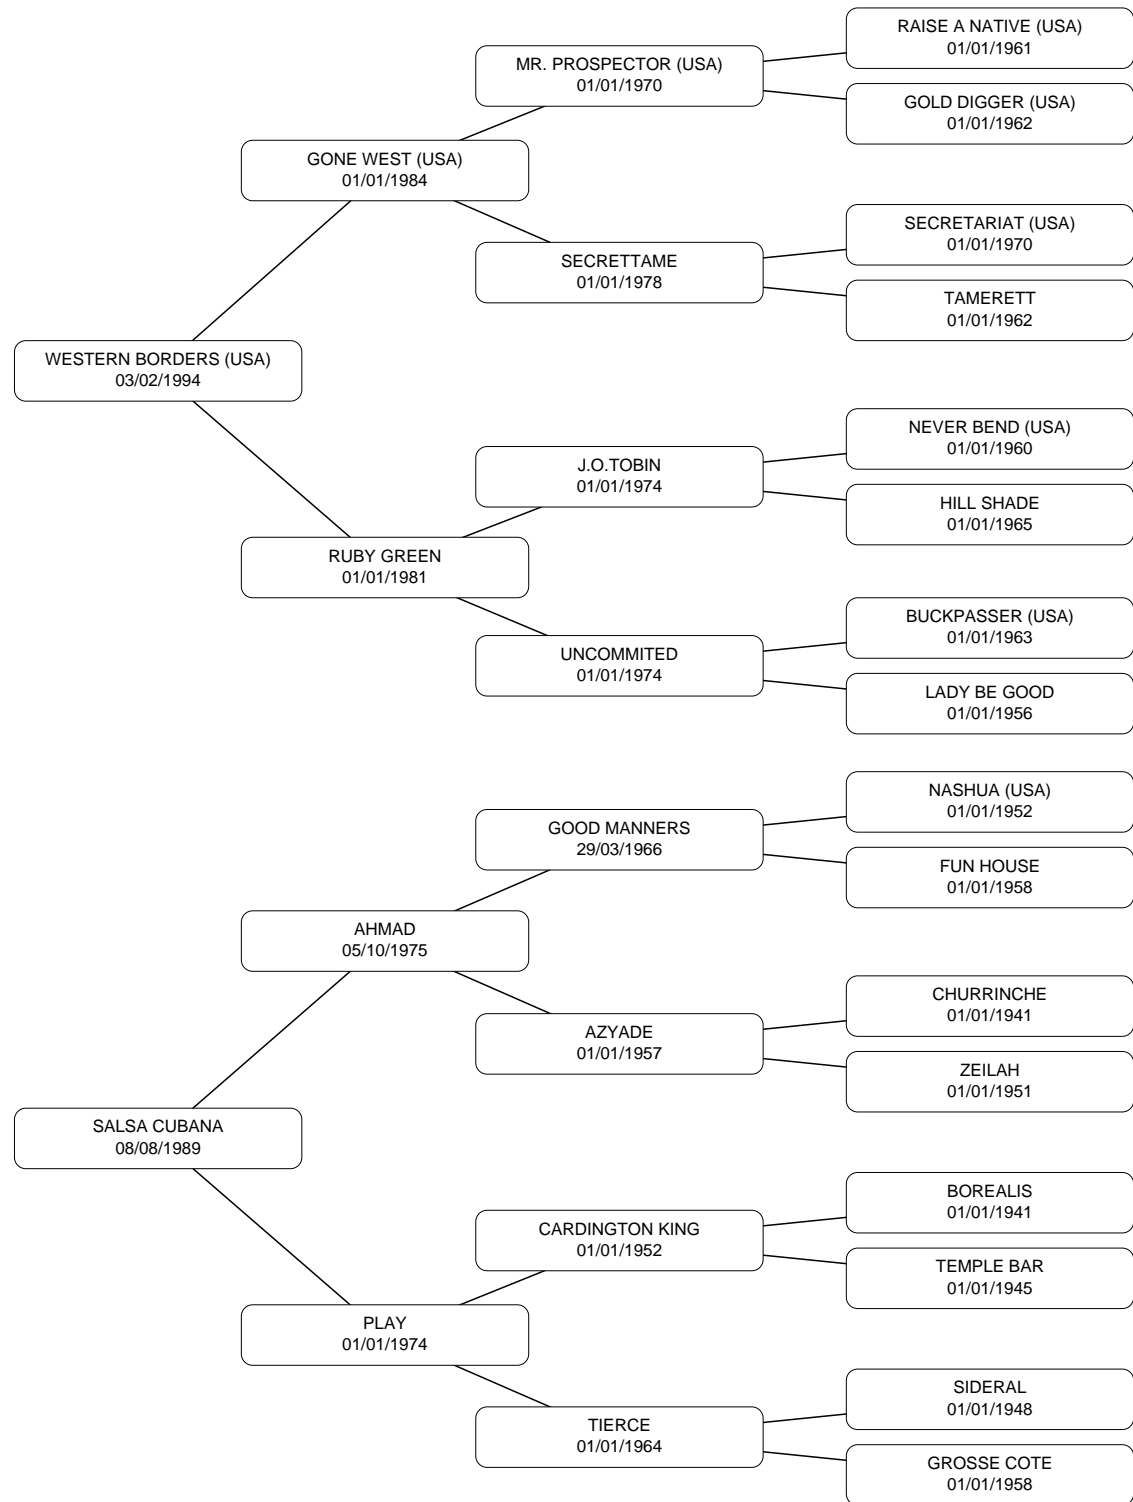 RAISE A NATIVE (USA)
01/01/1961
MR. PROSPECTOR (USA)
01/01/1970
GOLD DIGGER (USA)
01/01/1962
GONE WEST (USA)
01/01/1984
SECRETARIAT (USA)
01/01/1970
SECRETTAME
01/01/1978
TAMERETT
01/01/1962
WESTERN BORDERS (USA)
03/02/1994
NEVER BEND (USA)
01/01/1960
J.O.TOBIN
01/01/1974
HILL SHADE
01/01/1965
RUBY GREEN
01/01/1981
BUCKPASSER (USA)
01/01/1963
UNCOMMITED
01/01/1974
LADY BE GOOD
01/01/1956
NASHUA (USA)
01/01/1952
GOOD MANNERS
29/03/1966
FUN HOUSE
01/01/1958
AHMAD
05/10/1975
CHURRINCHE
01/01/1941
AZYADE
01/01/1957
ZEILAH
01/01/1951
SALSA CUBANA
08/08/1989
BOREALIS
01/01/1941
CARDINGTON KING
01/01/1952
TEMPLE BAR
01/01/1945
PLAY
01/01/1974
SIDERAL
01/01/1948
TIERCE
01/01/1964
GROSSE COTE
01/01/1958